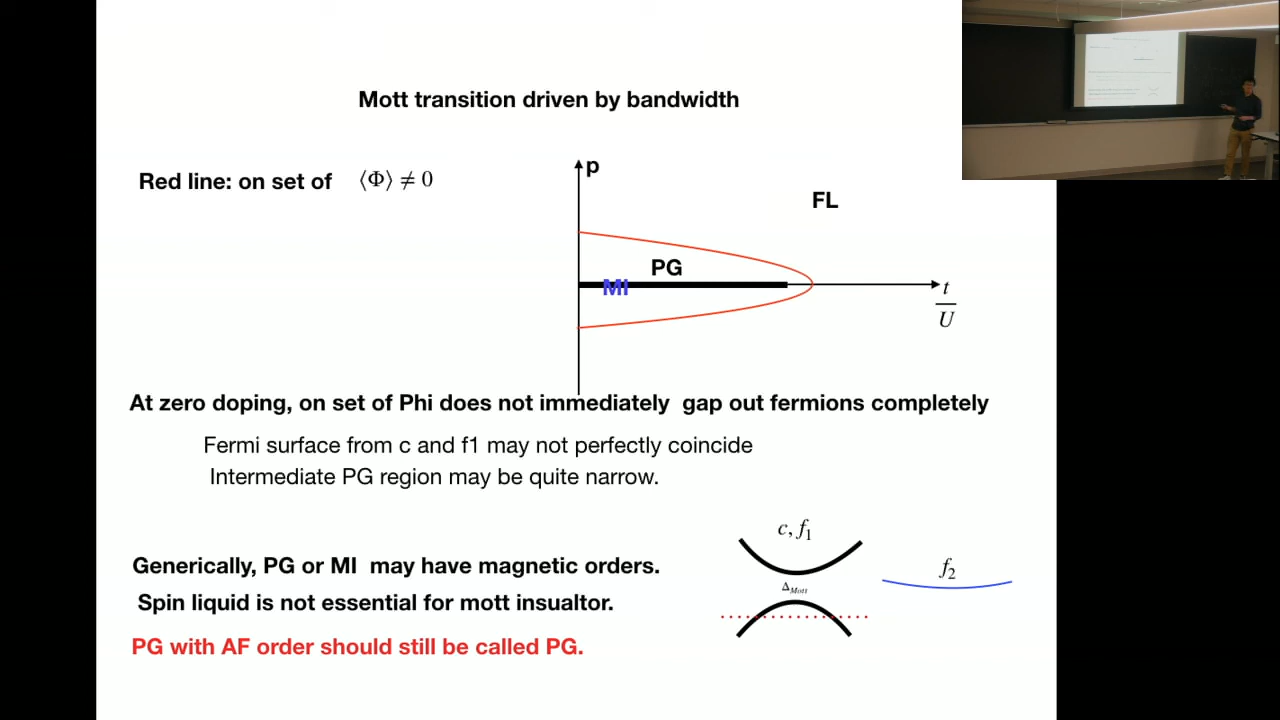 Mott transition driven by bandwidth
Red line: on set of ⟨Φ⟩ ≠ 0
p
FL
PG
MI
t
U
At zero doping, on set of Phi does not immediately gap out fermions completely
Fermi surface from c and f1 may not perfectly coincide
Intermediate PG region may be quite narrow.
c, f₁
f₂
Δ_Mott
Generically, PG or MI may have magnetic orders.
Spin liquid is not essential for mott insualtor.
PG with AF order should still be called PG.